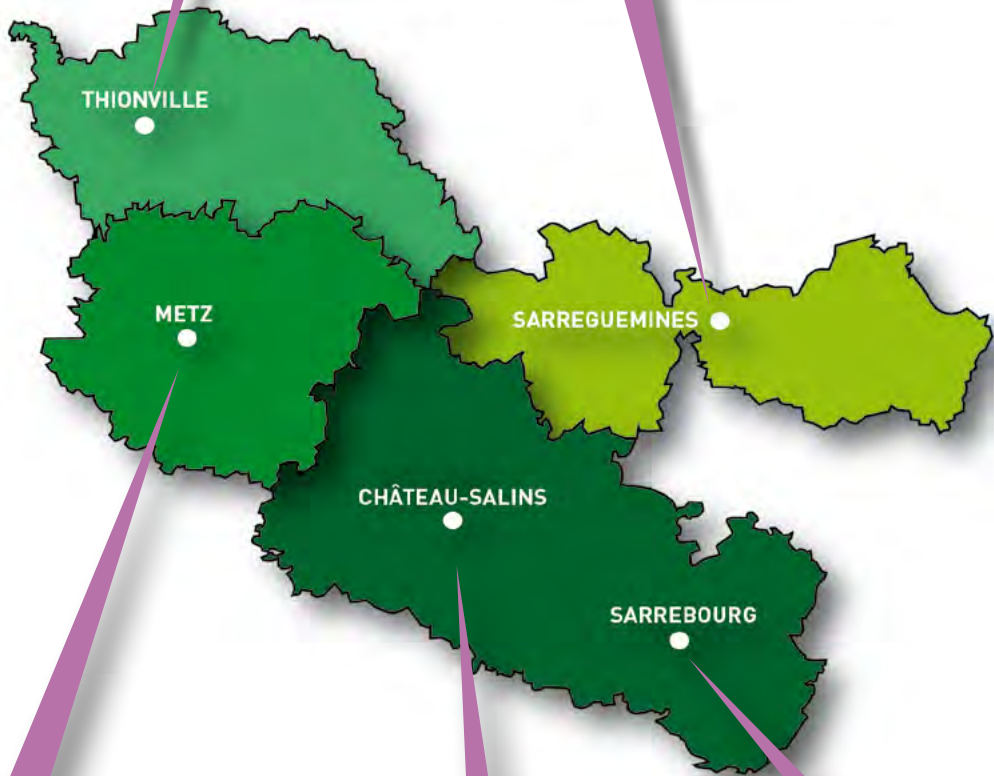 THIONVILLE
METZ
SARREGUEMINES
CHÂTEAU-SALINS
SARREBOURG